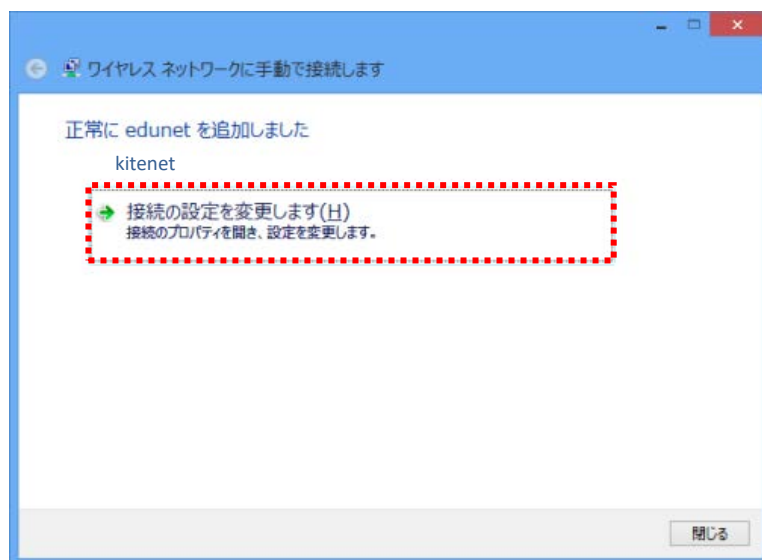 ワイヤレス ネットワークに手動で接続します
正常に edunet を追加しました
kitenet
接続の設定を変更します(H)
接続のプロパティを開き、設定を変更します。
閉じる